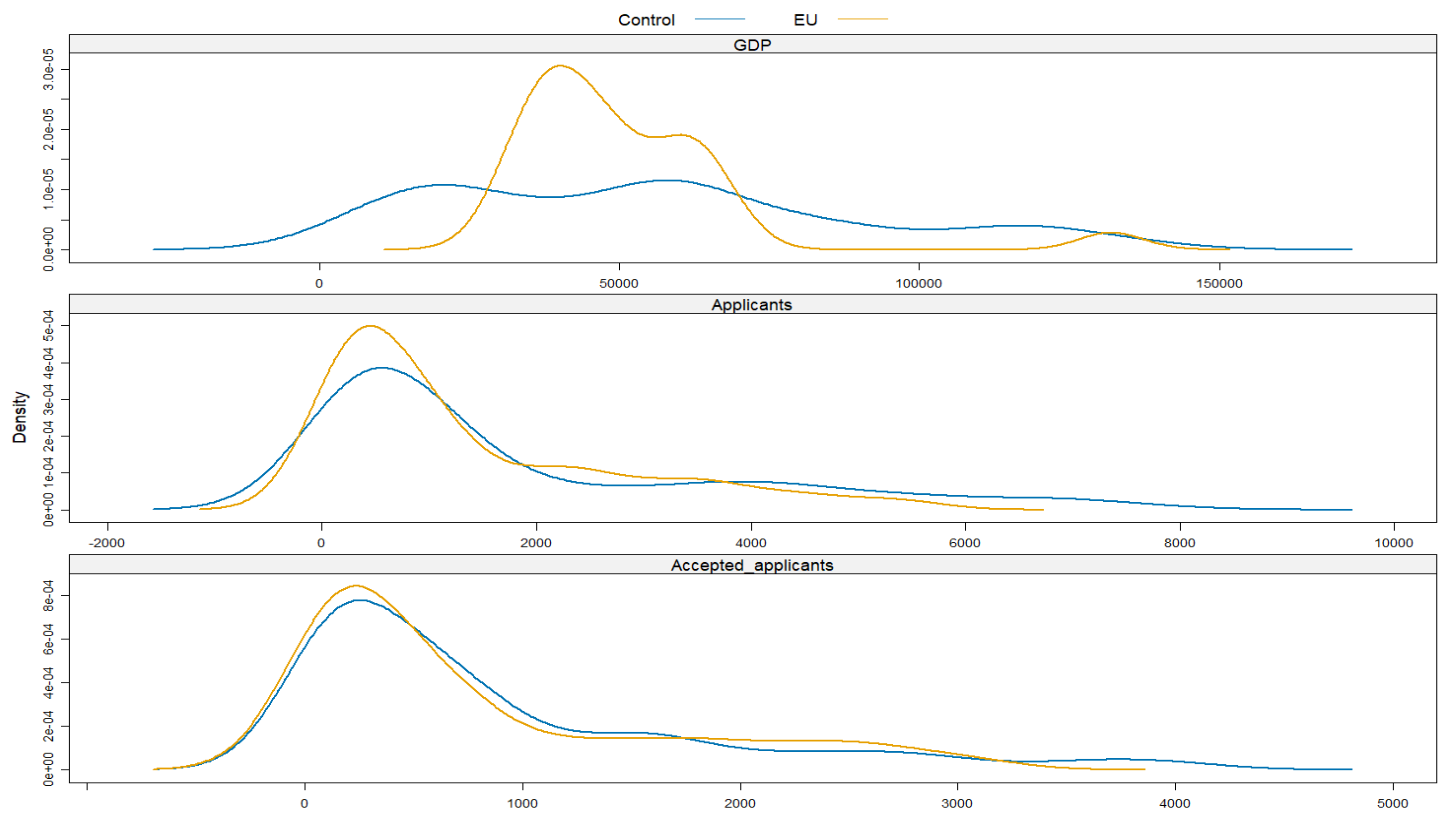 Control EU
GDP
0.0e+00 1.0e-05 2.0e-05 3.0e-05
0 50000 100000 150000
Applicants
0e+00 1e-04 2e-04 3e-04 4e-04 5e-04
-2000 0 2000 4000 6000 8000 10000
Density
Accepted_applicants
0e+00 2e-04 4e-04 6e-04 8e-04
0 1000 2000 3000 4000 5000